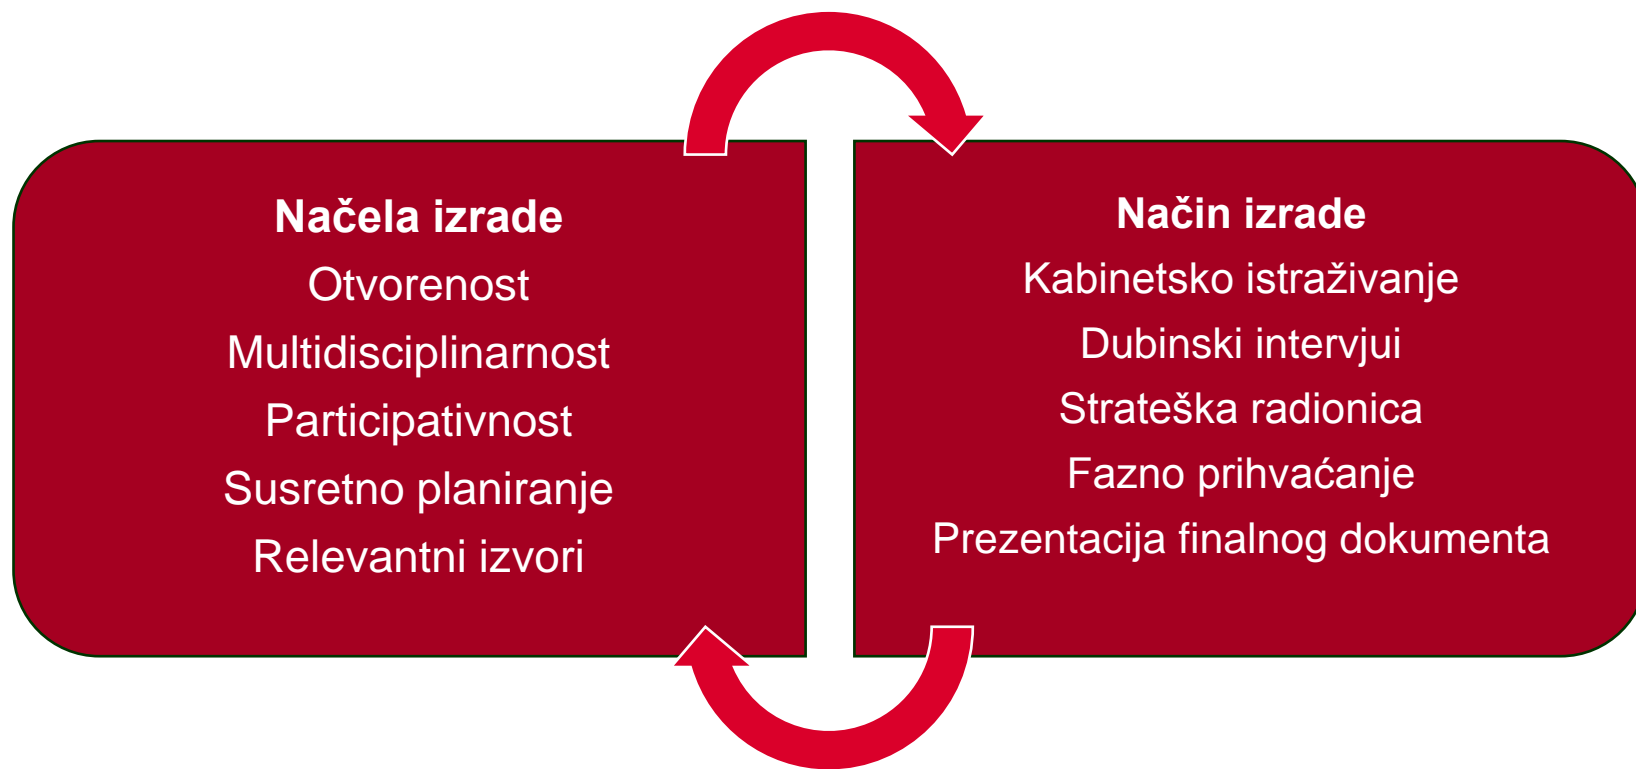 Načela izrade
Otvorenost
Multidisciplinarnost
Participativnost
Susretno planiranje
Relevantni izvori
Način izrade
Kabinetsko istraživanje
Dubinski intervjui
Strateška radionica
Fazno prihvaćanje
Prezentacija finalnog dokumenta